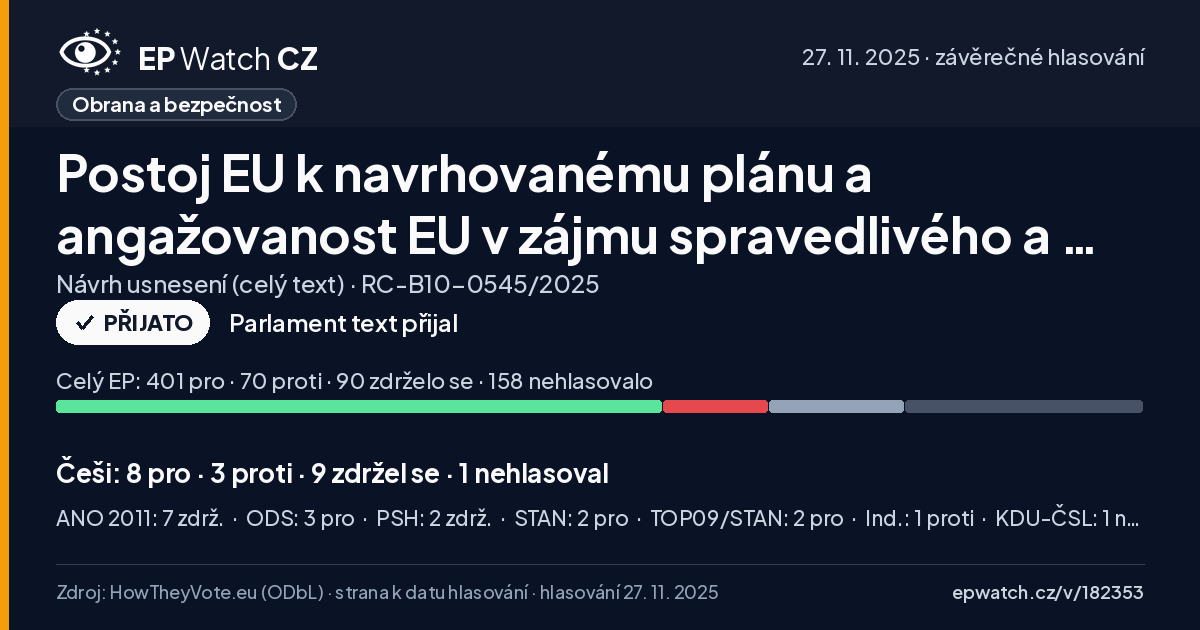 EP Watch CZ
27. 11. 2025 · závěrečné hlasování
Obrana a bezpečnost
Postoj EU k navrhovanému plánu a
angažovanost EU v zájmu spravedlivého a …
Návrh usnesení (celý text) · RC-B10-0545/2025
✓ PŘIJATO Parlament text přijal
Celý EP: 401 pro · 70 proti · 90 zdrželo se · 158 nehlasovalo
Češi: 8 pro · 3 proti · 9 zdržel se · 1 nehlasoval
ANO 2011: 7 zdrž. · ODS: 3 pro · PSH: 2 zdrž. · STAN: 2 pro · TOP09/STAN: 2 pro · Ind.: 1 proti · KDU-ČSL: 1 n…
Zdroj: HowTheyVote.eu (ODbL) · strana k datu hlasování · hlasování 27. 11. 2025
epwatch.cz/v/182353